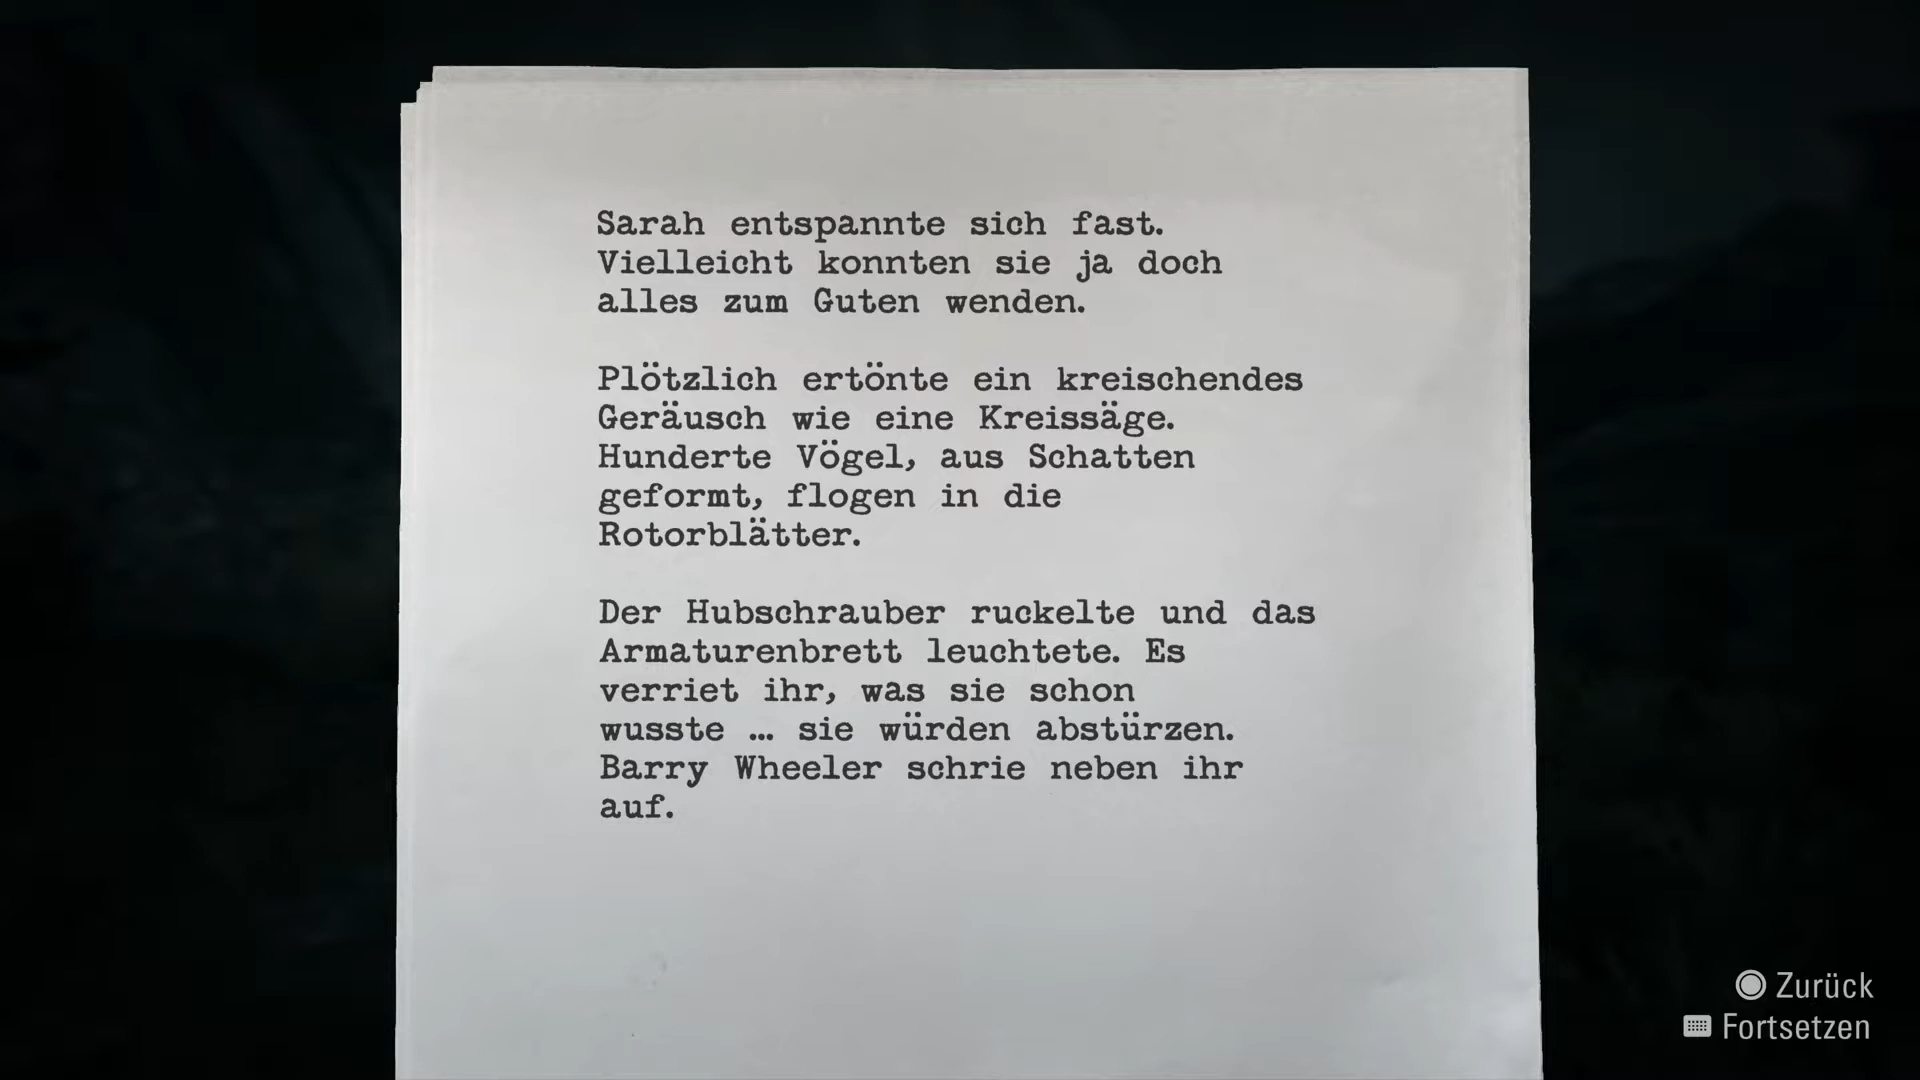 Sarah entspannte sich fast.
Vielleicht konnten sie ja doch
alles zum Guten wenden.
Plötzlich ertönte ein kreischendes
Geräusch wie eine Kreissäge.
Hunderte Vögel, aus Schatten
geformt, flogen in die
Rotorblätter.
Der Hubschrauber ruckelte und das
Armaturenbrett leuchtete. Es
verriet ihr, was sie schon
wusste … sie würden abstürzen.
Barry Wheeler schrie neben ihr
auf.
Zurück
Fortsetzen